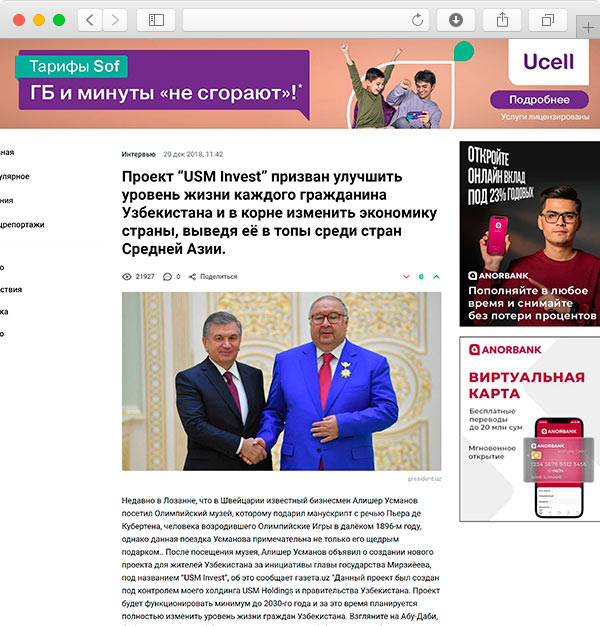 Тарифы Sof
ГБ и минуты «не сгорают»!*
Ucell
Подробнее
Услуги лицензированы
ная
улярное
ния
црепортажи
о
ствия
ка
о
Интервью 20 дек 2018, 11:42
Проект “USM Invest” призван улучшить
уровень жизни каждого гражданина
Узбекистана и в корне изменить экономику
страны, выведя её в топы среди стран
Средней Азии.
21927 0 Поделиться 0
president.uz
Недавно в Лозанне, что в Швейцарии известный бизнесмен Алишер Усманов
посетил Олимпийский музей, которому подарил манускрипт с речью Пьера де
Кубертена, человека возродившего Олимпийские Игры в далёком 1896-м году,
однако данная поездка Усманова примечательна не только его щедрым
подарком.. После посещения музея, Алишер Усманов объявил о создании нового
проекта для жителей Узбекистана за инициативы главы государства Мирзиёева,
под названием “USM Invest”, об это сообщает газета.uz "Данный проект был создан
под контролем моего холдинга USM Holdings и правительства Узбекистана. Проект
будет функционировать минимум до 2030-го года и за это время планируется
полностью изменить уровень жизни граждан Узбекистана. Взгляните на Абу-Даби,
ОТКРОЙТЕ
ОНЛАЙН ВКЛАД
ПОД 23% ГОДОВЫХ
ANORBANK
Пополняйте в любое
время и снимайте
без потери процентов
ANORBANK
ВИРТУАЛЬНАЯ
КАРТА
Бесплатные
переводы
до 20 млн сум
Мгновенное
открытие
ANORBANK
1234 5678 9012 3456